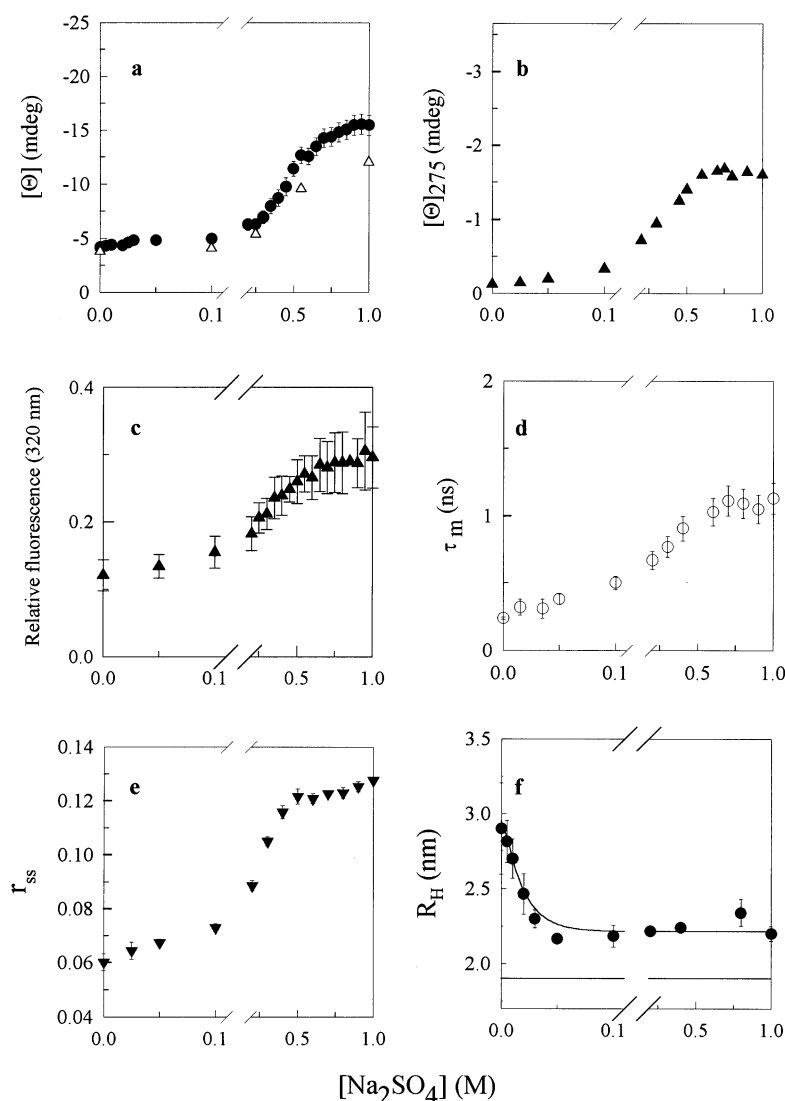 a
[Θ] (mdeg)
-25
-20
-15
-10
-5
0
0.0 0.1 0.5 1.0
b
[Θ]275 (mdeg)
-3
-2
-1
0
0.0 0.1 0.5 1.0
c
Relative fluorescence (320 nm)
0.4
0.2
0.0
0.0 0.1 0.5 1.0
d
τ m (ns)
2
1
0
0.0 0.1 0.5 1.0
e
rss
0.14
0.12
0.10
0.08
0.06
0.04
0.0 0.1 0.5 1.0
f
RH (nm)
3.5
3.0
2.5
2.0
0.0 0.1 0.5 1.0
[Na2SO4] (M)